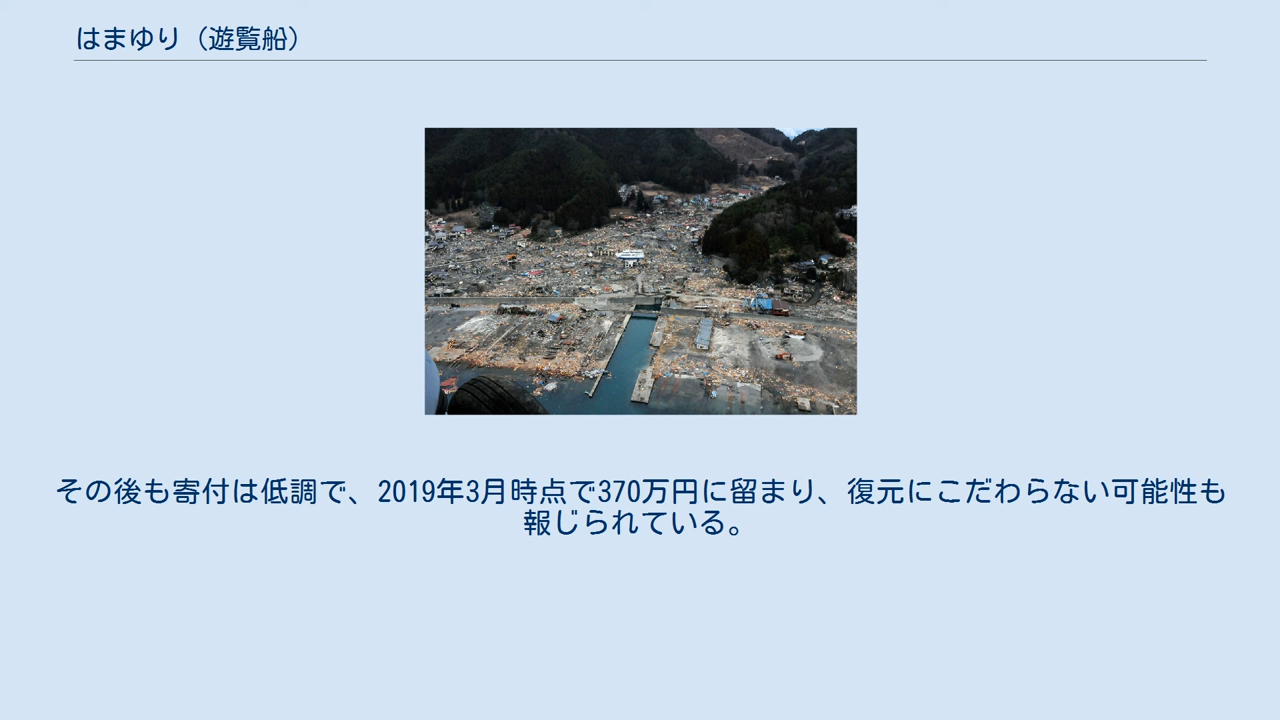 はまゆり（遊覧船）
その後も寄付は低調で、2019年3月時点で370万円に留まり、復元にこだわらない可能性も
報じられている。